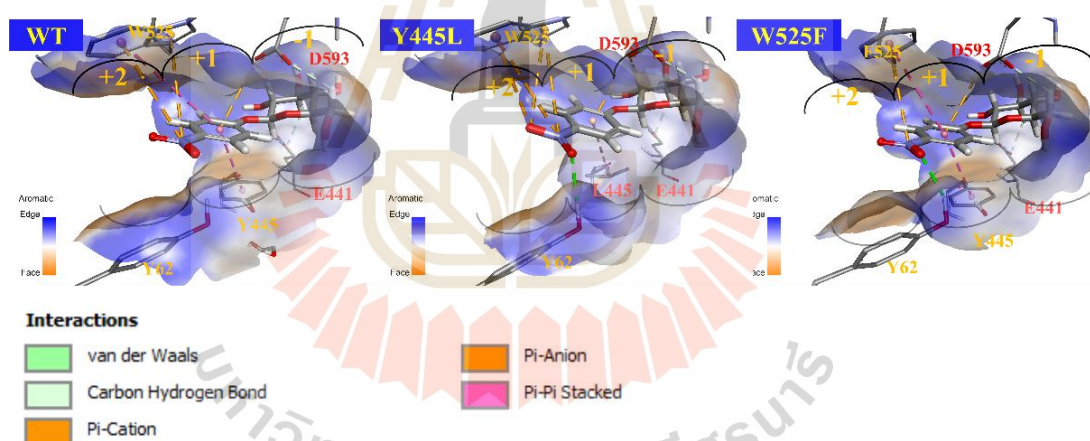 WT
W525
+2
+1
-1
D593
E441
Y445
Y62
Aromatic
Edge
Face
Y445L
W525
+2
+1
-1
D593
L445
E441
Y62
Aromatic
Edge
Face
W525F
F525
+2
+1
-1
D593
E441
Y445
Y62
Aromatic
Edge
Face
Interactions
van der Waals
Carbon Hydrogen Bond
Pi-Cation
Pi-Anion
Pi-Pi Stacked